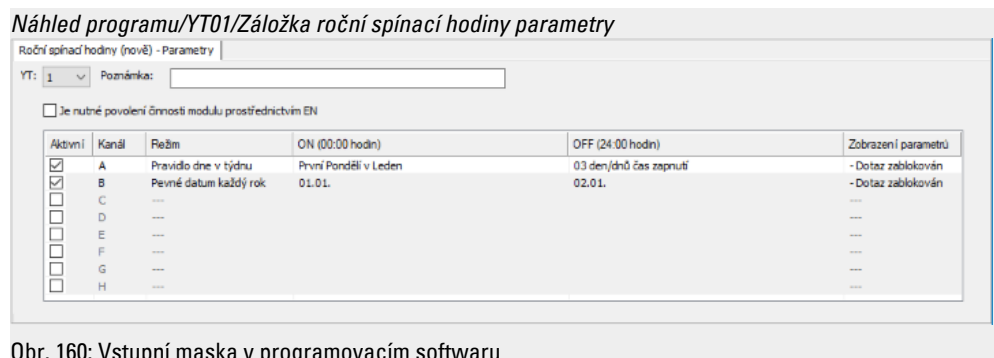 Náhled programu/YT01/Záložka roční spínací hodiny parametry
Roční spínací hodiny (nově) - Parametry
YT: 1 Poznámka:
Je nutné povolení činnosti modulu prostřednictvím EN
Aktivní Kanál Režim ON (00:00 hodin) OFF (24:00 hodin) Zobrazení parametrů
A Pravidlo dne v týdnu První Pondělí v Leden 03 den/dnů čas zapnutí - Dotaz zablokován
B Pevné datum každý rok 01.01. 02.01. - Dotaz zablokován
C --- ---
D --- ---
E --- ---
F --- ---
G --- ---
H --- ---
Obr. 160: Vstupní maska v programovacím softwaru